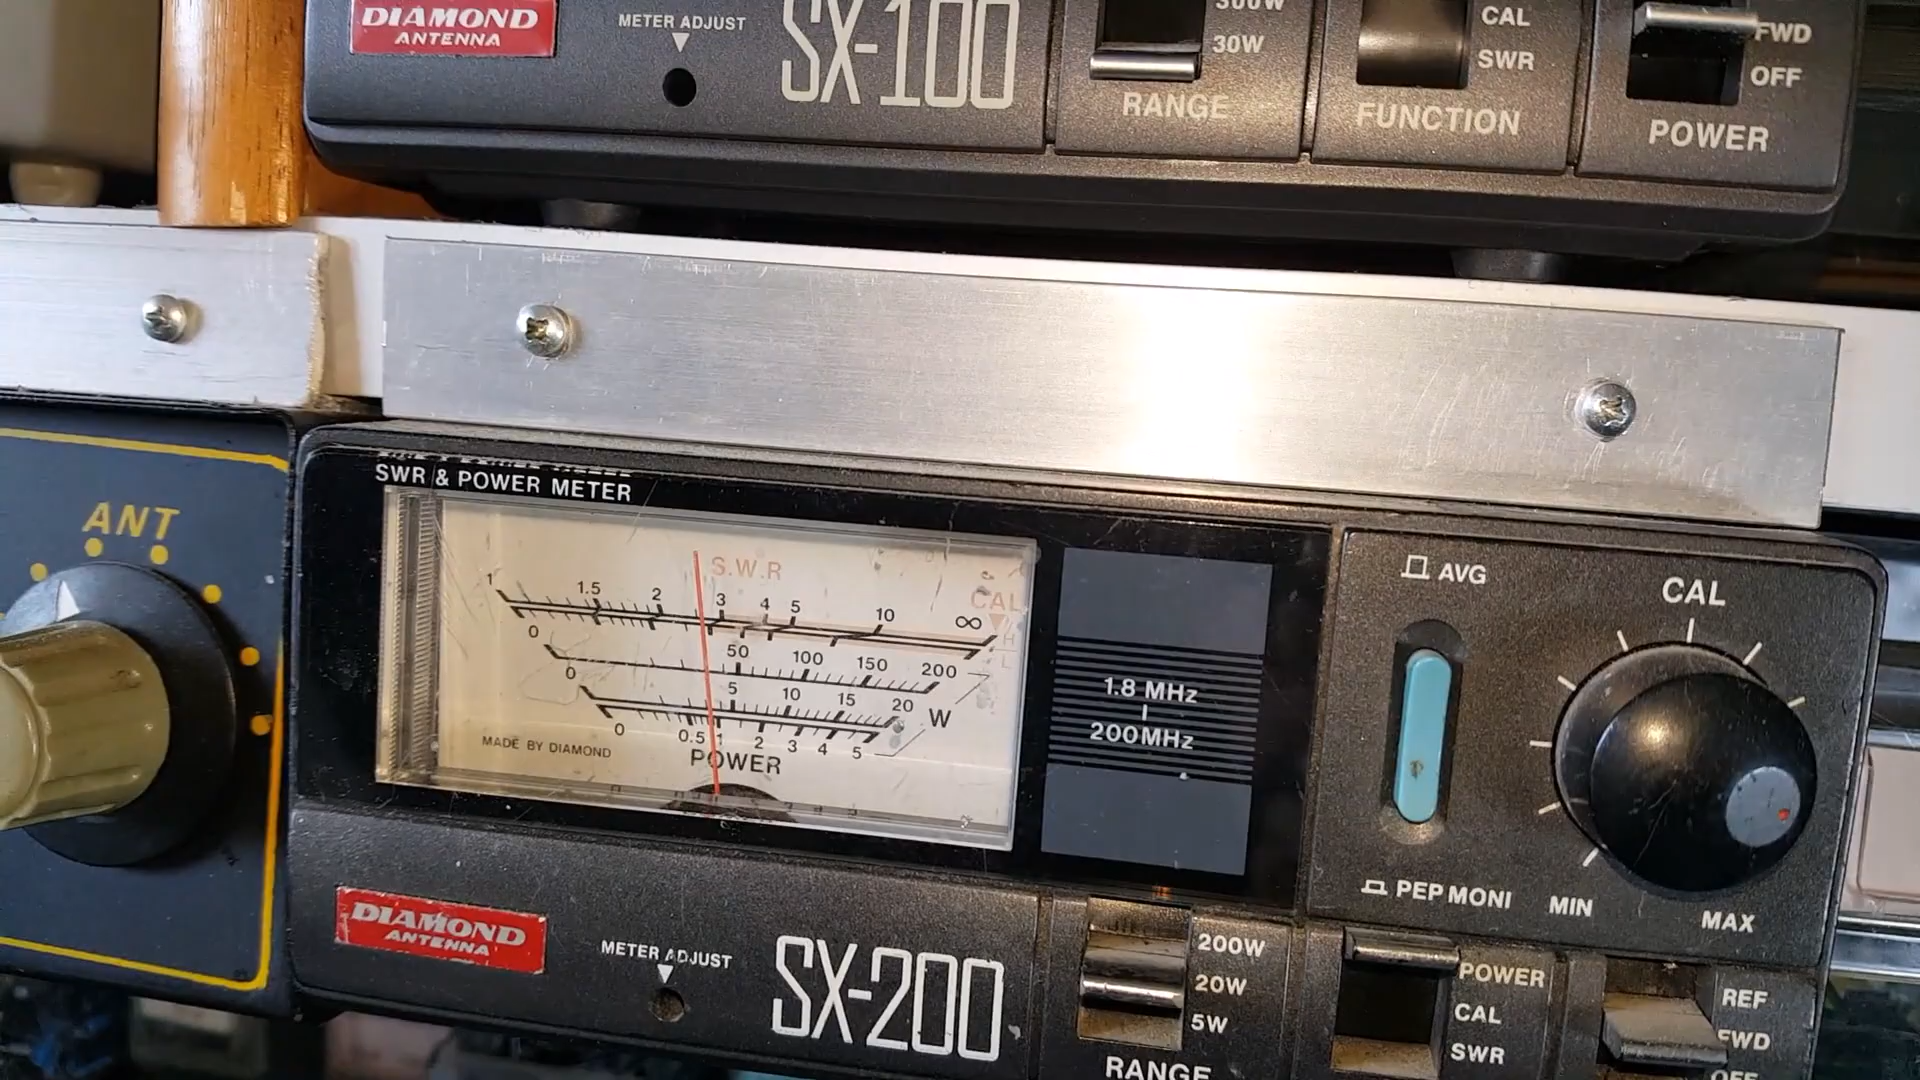 DIAMOND
ANTENNA
METER ADJUST
SX-100
300W
30W
RANGE
CAL
SWR
FUNCTION
FWD
OFF
POWER
ANT
SWR & POWER METER
S.W.R
CAL
1 1.5 2 3 4 5 10 ∞
H
L
0 50 100 150 200
0 5 10 15 20
W
0 0.5 1 2 3 4 5
MADE BY DIAMOND
POWER
1.8 MHz
200MHz
AVG
PEP MONI
CAL
MIN
MAX
DIAMOND
ANTENNA
METER ADJUST
SX-200
200W
20W
5W
RANGE
POWER
CAL
SWR
REF
FWD
OFF